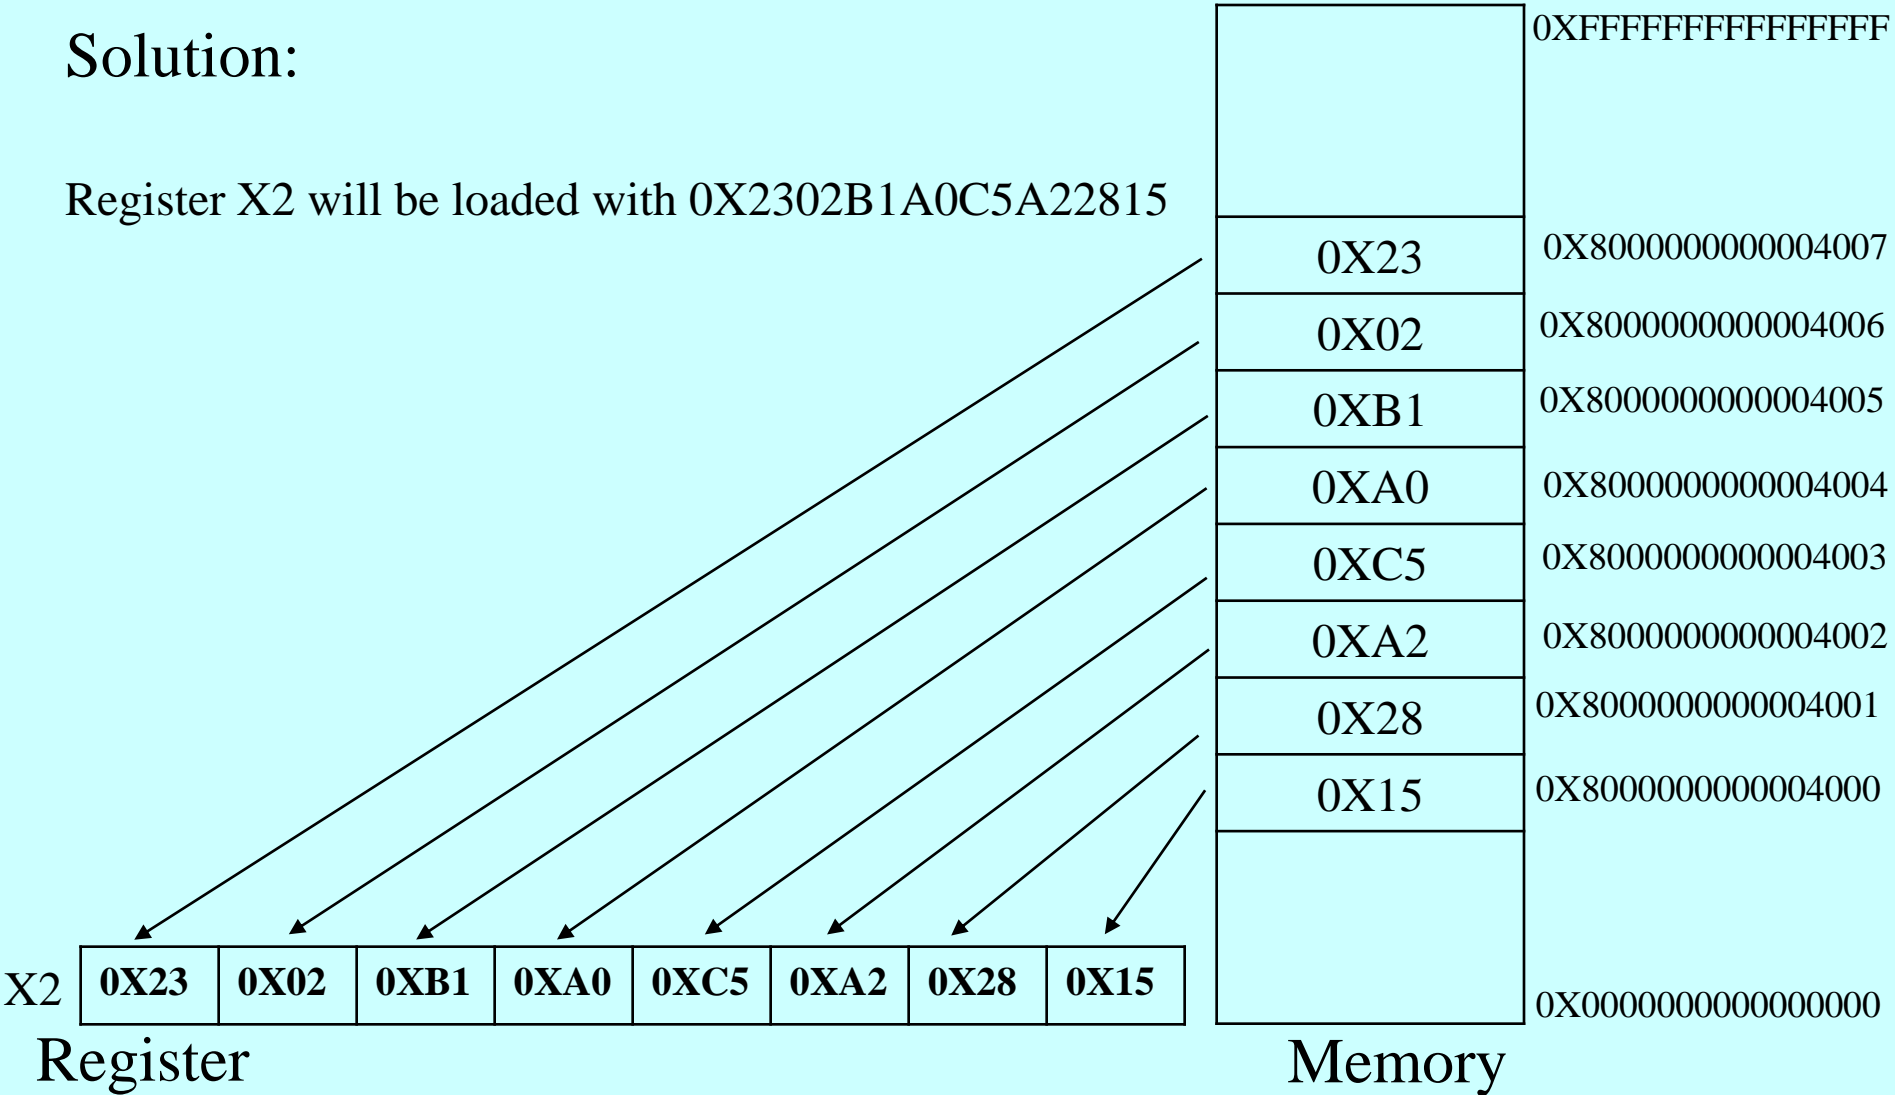 Solution:
Register X2 will be loaded with 0X2302B1A0C5A22815
0XFFFFFFFFFFFFFFFF
0X23 0X8000000000004007
0X02 0X8000000000004006
0XB1 0X8000000000004005
0XA0 0X8000000000004004
0XC5 0X8000000000004003
0XA2 0X8000000000004002
0X28 0X8000000000004001
0X15 0X8000000000004000
X2 0X23 0X02 0XB1 0XA0 0XC5 0XA2 0X28 0X15
0X0000000000000000
Register
Memory